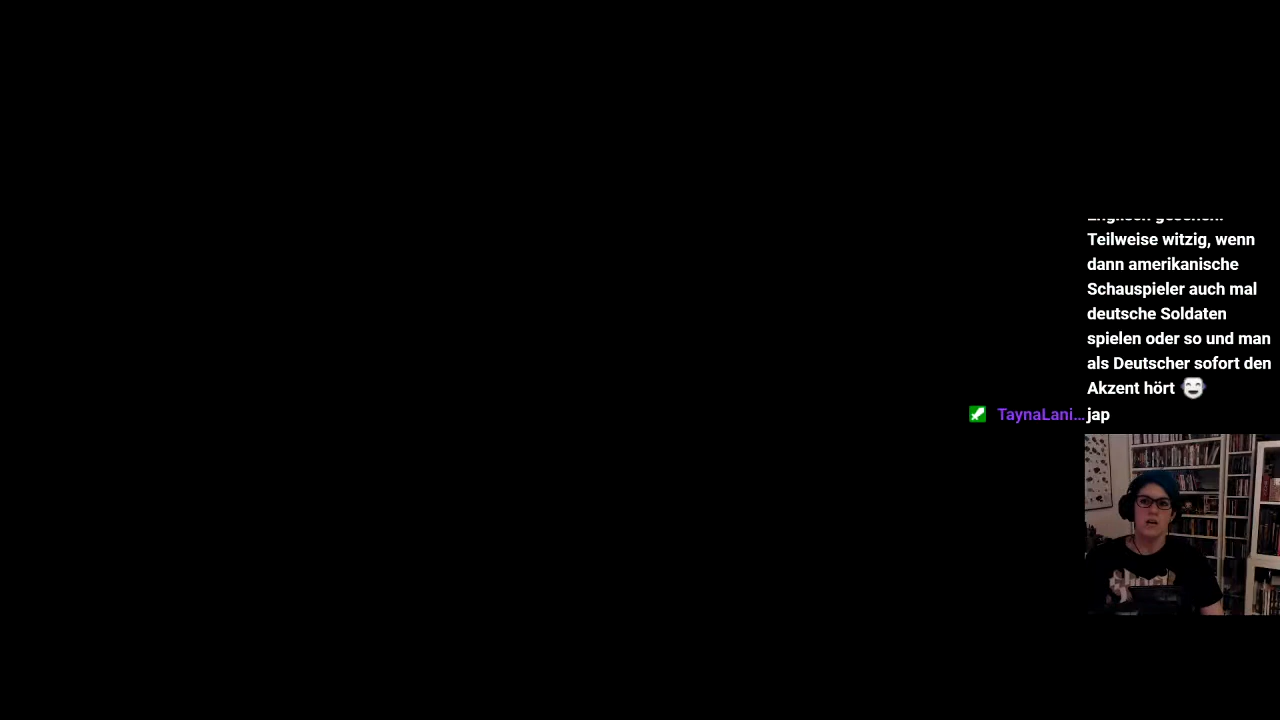 Teilweise witzig, wenn
dann amerikanische
Schauspieler auch mal
deutsche Soldaten
spielen oder so und man
als Deutscher sofort den
Akzent hört
TaynaLani… jap